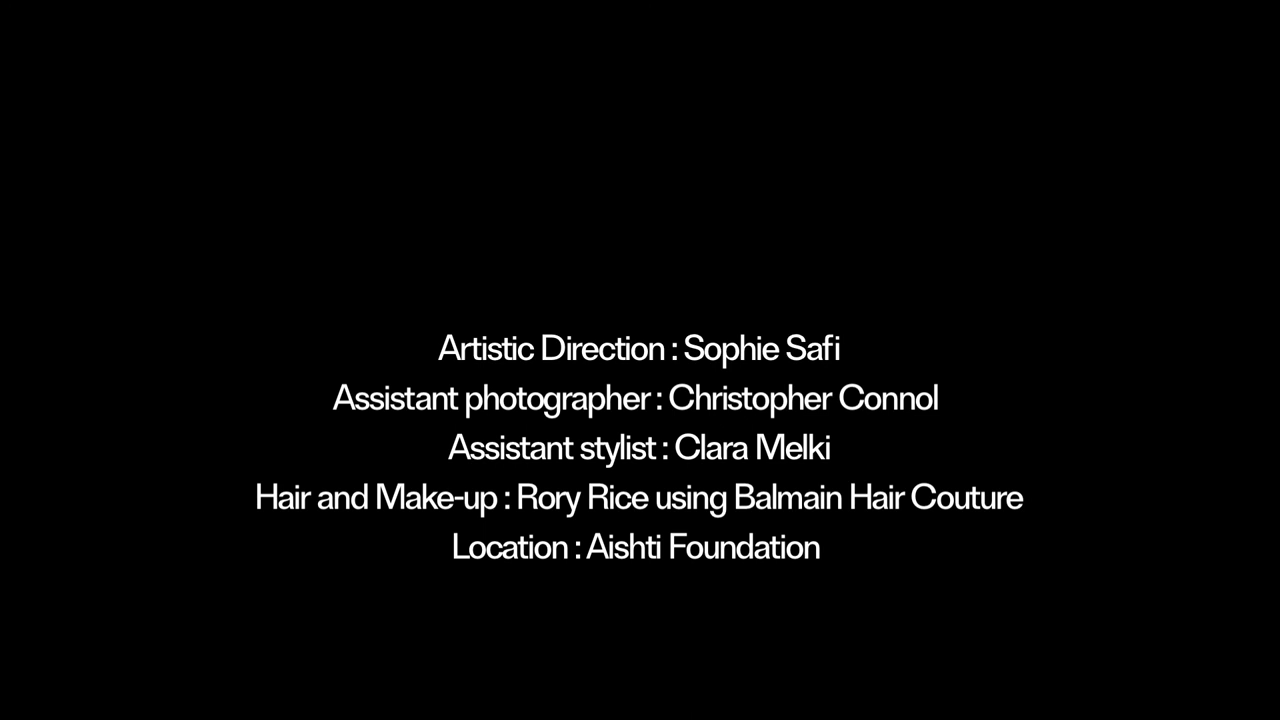 Artistic Direction : Sophie Safi
Assistant photographer : Christopher Connol
Assistant stylist : Clara Melki
Hair and Make-up : Rory Rice using Balmain Hair Couture
Location : Aishti Foundation